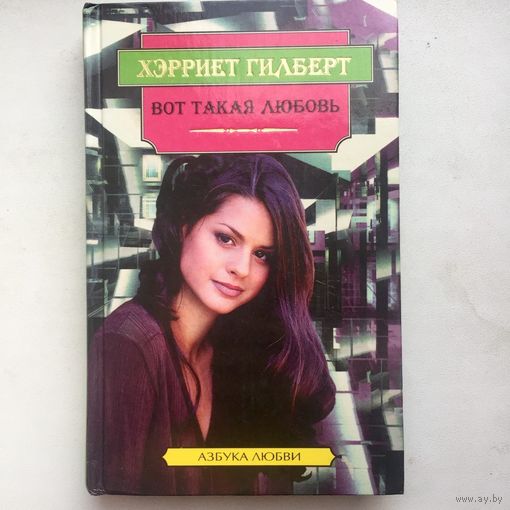 ХЭРРИЕТ ГИЛБЕРТ
ВОТ ТАКАЯ ЛЮБОВЬ
АЗБУКА ЛЮБВИ
www.ay.by